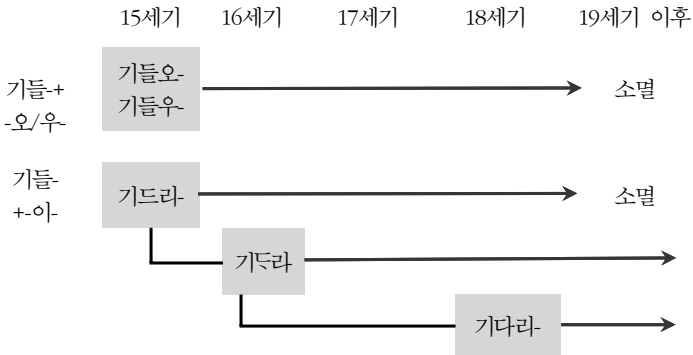 15세기 16세기 17세기 18세기 19세기 이후
기들-+
-오/우-
기들오-
기들우-
소멸
기들-
+-이-
기드리-
소멸
기ᄃᆞ라
기다리-